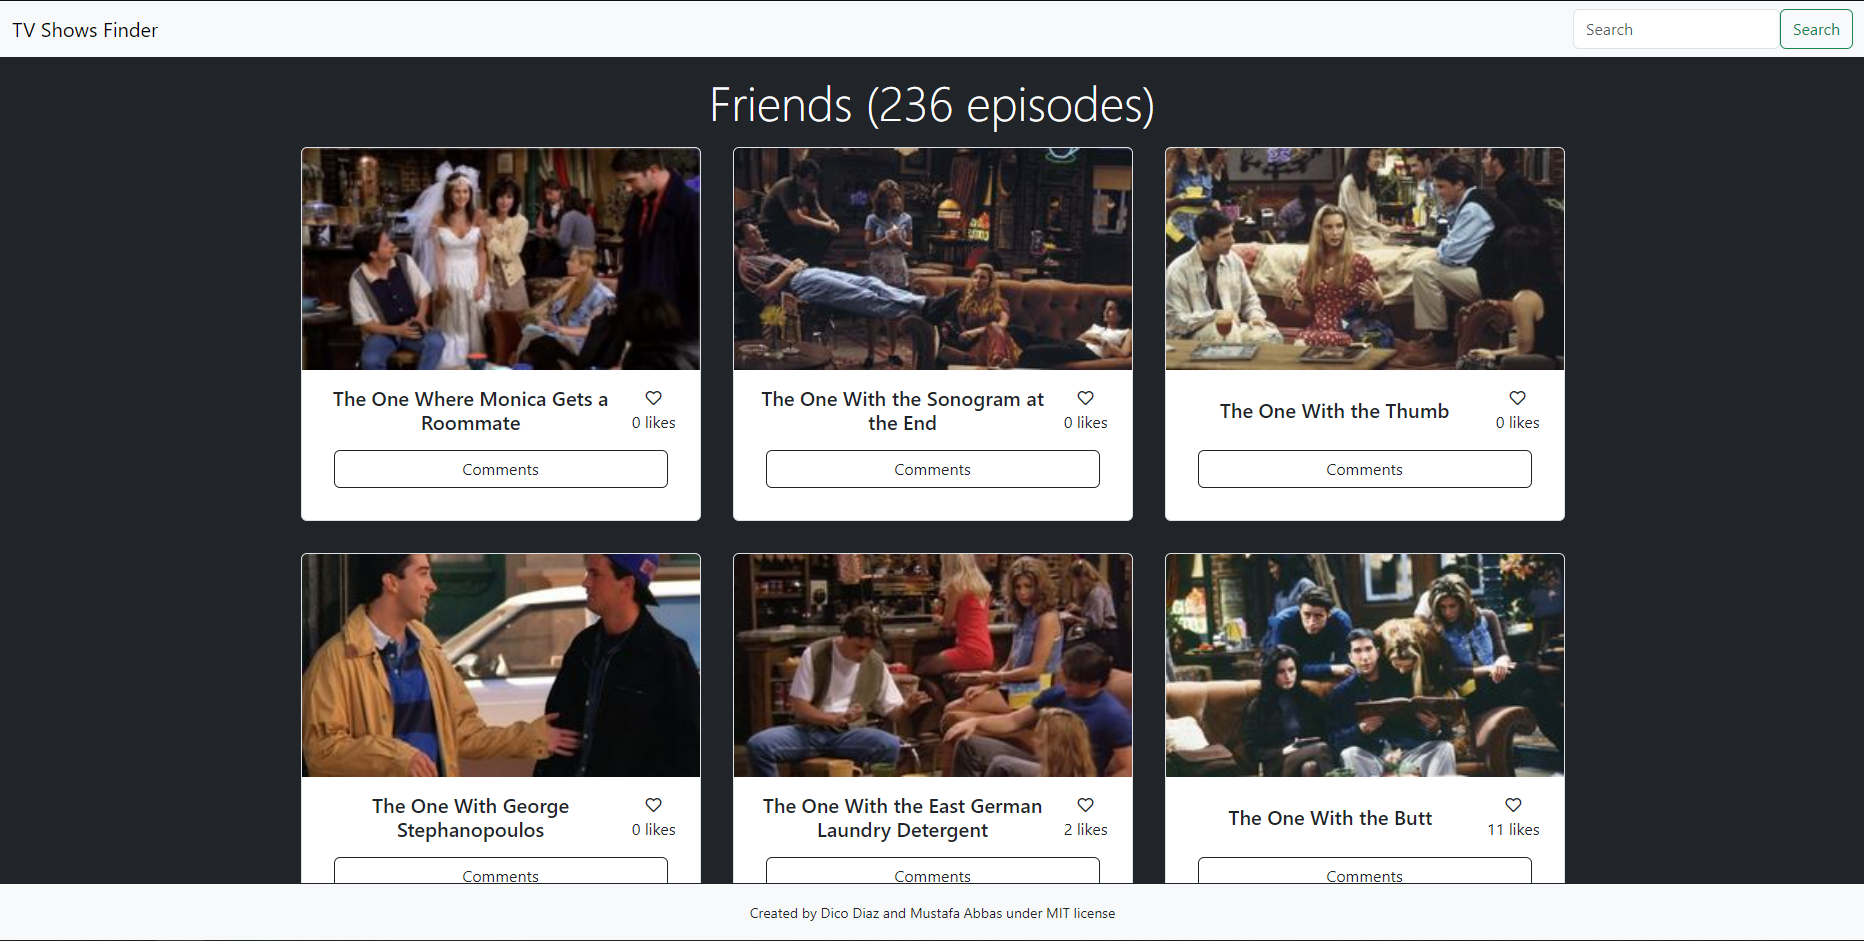 TV Shows Finder
Search
Search
Friends (236 episodes)
The One Where Monica Gets a
Roommate
0 likes
Comments
The One With the Sonogram at
the End
0 likes
Comments
The One With the Thumb
0 likes
Comments
The One With George
Stephanopoulos
0 likes
Comments
The One With the East German
Laundry Detergent
2 likes
Comments
The One With the Butt
11 likes
Comments
Created by Dico Diaz and Mustafa Abbas under MIT license